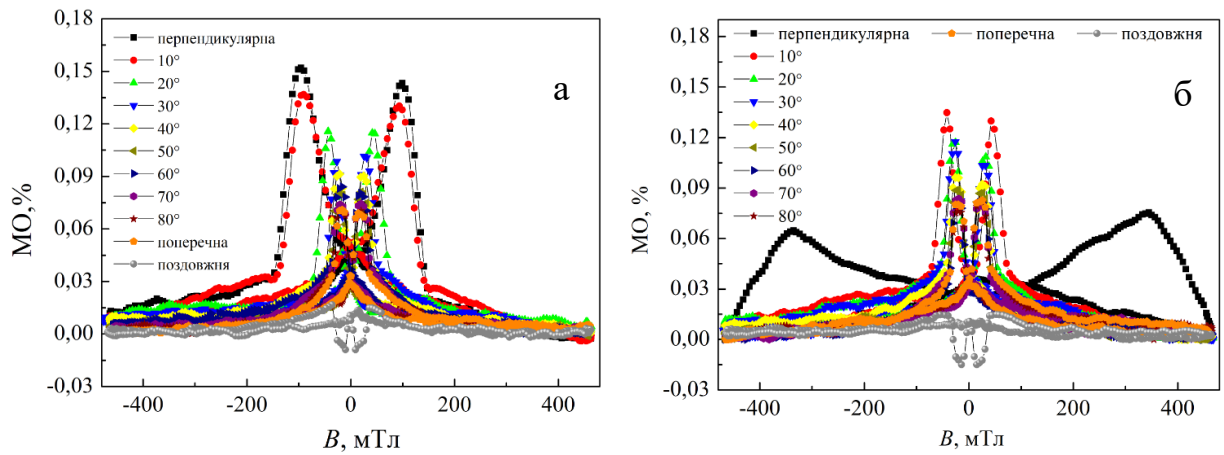 0,18
0,15
0,12
0,09
0,06
0,03
0,00
-0,03
МО,%
перпендикулярна
10°
20°
30°
40°
50°
60°
70°
80°
поперечна
поздовжня
а
-400 -200 0 200 400
B, мТл
0,18
0,15
0,12
0,09
0,06
0,03
0,00
-0,03
МО,%
перпендикулярна поперечна поздовжня
10°
20°
30°
40°
50°
60°
70°
80°
б
-400 -200 0 200 400
B, мТл